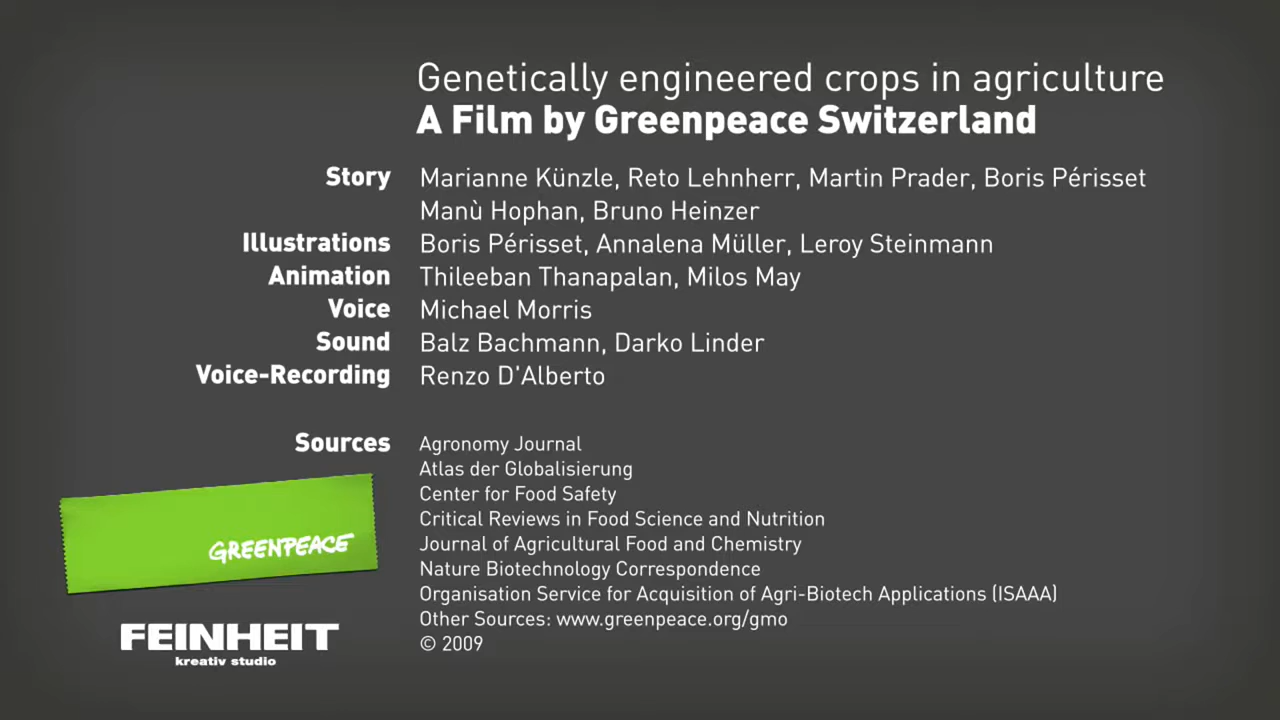 Genetically engineered crops in agriculture
A Film by Greenpeace Switzerland
Story Marianne Künzle, Reto Lehnherr, Martin Prader, Boris Périsset
Manù Hophan, Bruno Heinzer
Illustrations Boris Périsset, Annalena Müller, Leroy Steinmann
Animation Thileeban Thanapalan, Milos May
Voice Michael Morris
Sound Balz Bachmann, Darko Linder
Voice-Recording Renzo D'Alberto
Sources Agronomy Journal
Atlas der Globalisierung
Center for Food Safety
Critical Reviews in Food Science and Nutrition
Journal of Agricultural Food and Chemistry
Nature Biotechnology Correspondence
Organisation Service for Acquisition of Agri-Biotech Applications (ISAAA)
Other Sources: www.greenpeace.org/gmo
© 2009
GREENPEACE
FEINHEIT
kreativ studio